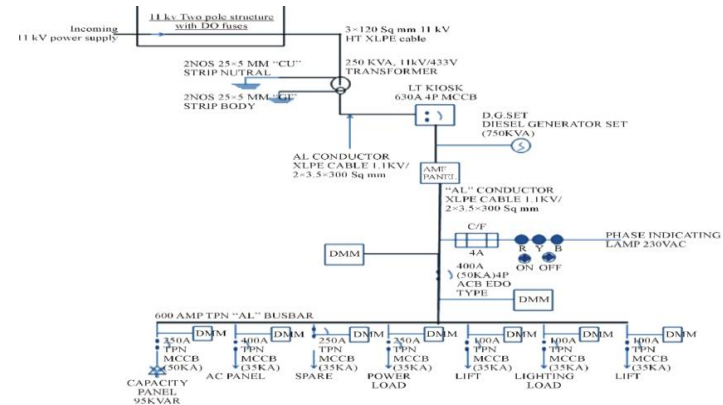 11 kv Two pole structure
with DO fuses
Incoming
11 kV power supply
3×120 Sq mm 11 kV
HT XLPE cable
2NOS 25×5 MM "CU"
STRIP NUTRAL
250 KVA, 11kV/433V
TRANSFORMER
2NOS 25×5 MM "GI"
STRIP BODY
LT KIOSK
630A 4P MCCB
D.G.SET
DIESEL GENERATOR SET
(750KVA)
AL CONDUCTOR
XLPE CABLE 1.1KV/
2×3.5×300 Sq mm
AMF
PANEL
"AL" CONDUCTOR
XLPE CABLE 1.1KV/
2×3.5×300 Sq mm
C/F
4A
R Y B
ON OFF
PHASE INDICATING
LAMP 230VAC
DMM
400A
(50KA)4P
ACB EDO
TYPE
DMM
600 AMP TPN "AL" BUSBAR
DMM DMM DMM DMM DMM DMM DMM
250A 400A 250A 250A 100A 100A 100A
TPN TPN TPN TPN TPN TPN TPN
MCCB MCCB MCCB MCCB MCCB MCCB MCCB
(50KA) (35KA) (35KA) (35KA) (35KA) (35KA) (35KA)
CAPACITY
PANEL
95KVAR
AC PANEL SPARE POWER
LOAD
LIFT LIGHTING
LOAD
LIFT